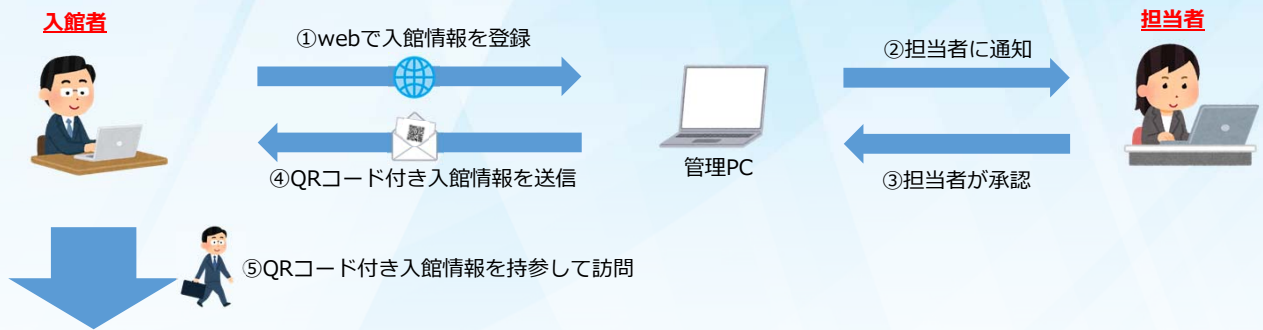 入館者
担当者
①webで入館情報を登録
②担当者に通知
管理PC
④QRコード付き入館情報を送信
③担当者が承認
⑤QRコード付き入館情報を持参して訪問